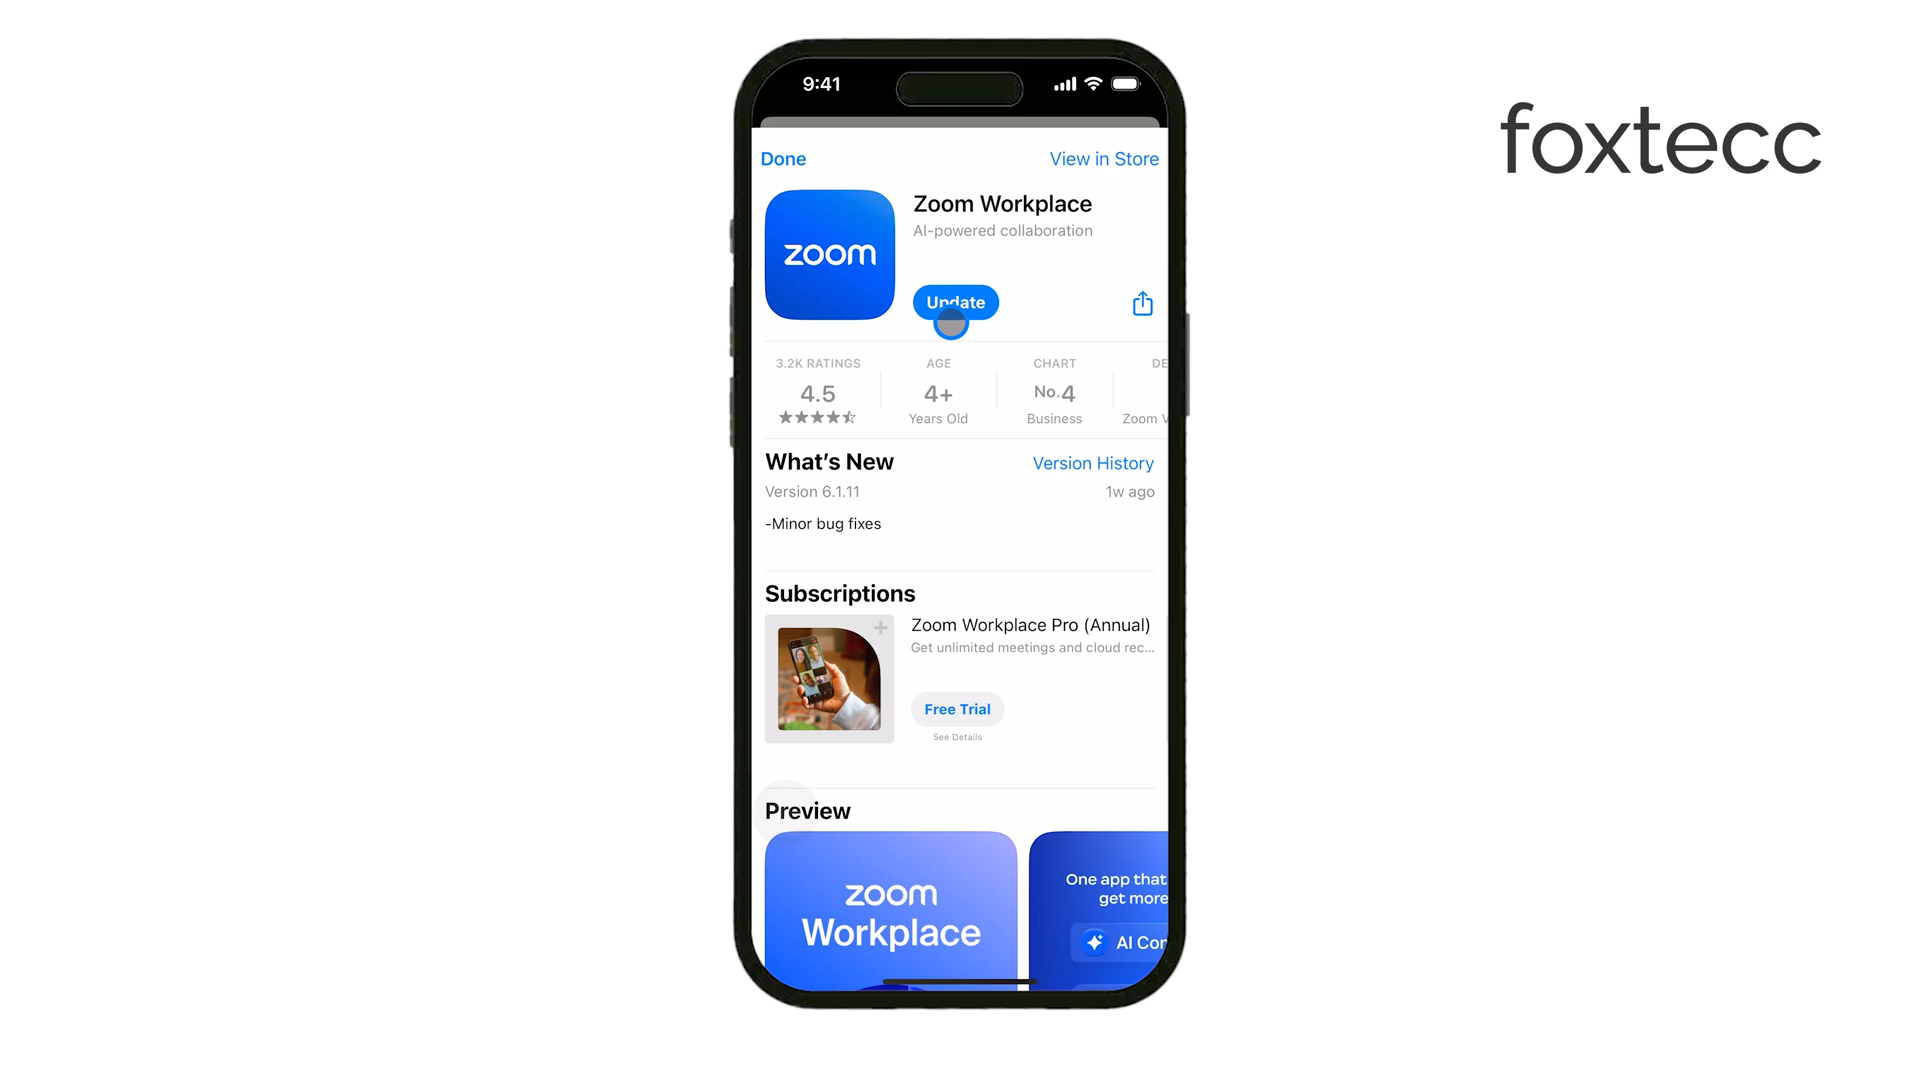 foxtecc
9:41
Done
View in Store
zoom
Zoom Workplace
AI-powered collaboration
Update
3.2K RATINGS
4.5
AGE
4+
Years Old
CHART
No.4
Business
DE
Zoom V
What's New
Version History
Version 6.1.11
1w ago
-Minor bug fixes
Subscriptions
Zoom Workplace Pro (Annual)
Get unlimited meetings and cloud rec...
Free Trial
See Details
Preview
zoom
Workplace
One app that
get more
AI Con